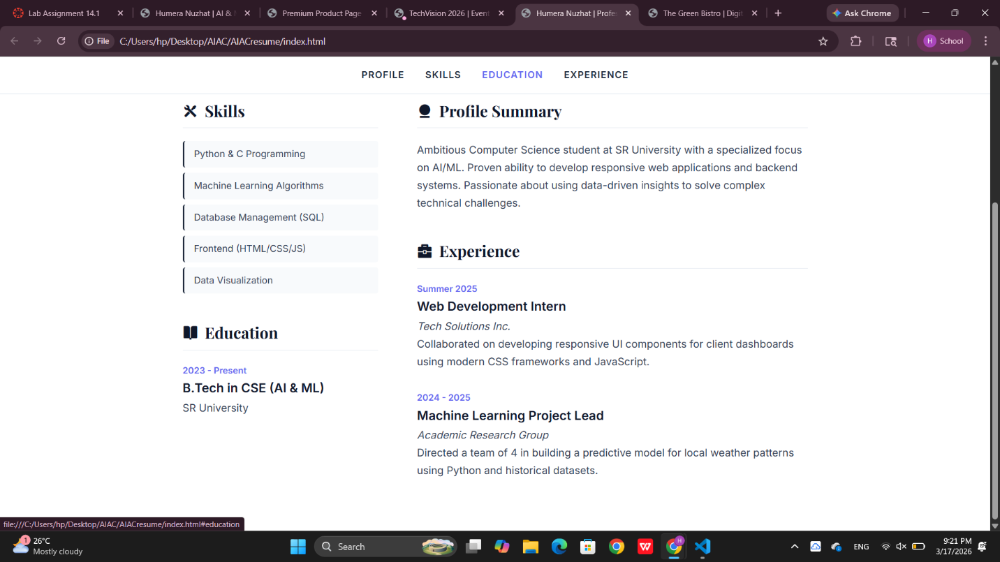 Lab Assignment 14.1
Humera Nuzhat | AI &
Premium Product Page
TechVision 2026 | Event
Humera Nuzhat | Profe
The Green Bistro | Digit
Ask Chrome
File
C:/Users/hp/Desktop/AIAC/AIACresume/index.html
H
School
PROFILE
SKILLS
EDUCATION
EXPERIENCE
Skills
Python & C Programming
Machine Learning Algorithms
Database Management (SQL)
Frontend (HTML/CSS/JS)
Data Visualization
Education
2023 - Present
B.Tech in CSE (AI & ML)
SR University
Profile Summary
Ambitious Computer Science student at SR University with a specialized focus
on AI/ML. Proven ability to develop responsive web applications and backend
systems. Passionate about using data-driven insights to solve complex
technical challenges.
Experience
Summer 2025
Web Development Intern
Tech Solutions Inc.
Collaborated on developing responsive UI components for client dashboards
using modern CSS frameworks and JavaScript.
2024 - 2025
Machine Learning Project Lead
Academic Research Group
Directed a team of 4 in building a predictive model for local weather patterns
using Python and historical datasets.
file:///C:/Users/hp/Desktop/AIAC/AIACresume/index.html#education
1
26°C
Mostly cloudy
Search
W
H
ENG
9:21 PM
3/17/2026